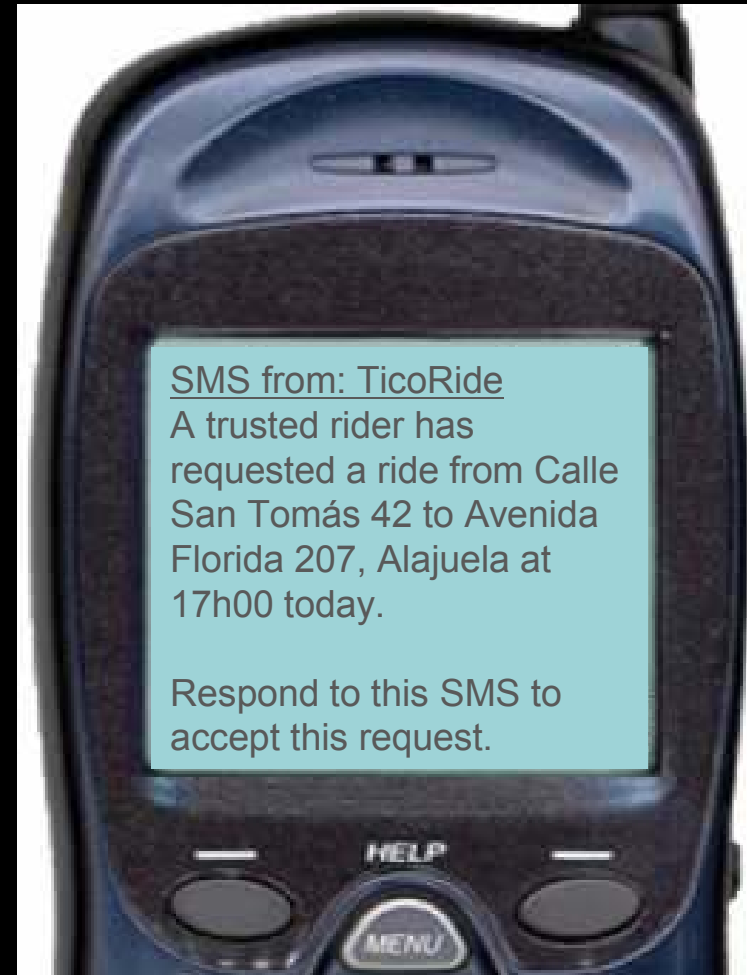 SMS from: TicoRide
A trusted rider has
requested a ride from Calle
San Tomás 42 to Avenida
Florida 207, Alajuela at
17h00 today.
Respond to this SMS to
accept this request.
HELP
MENU